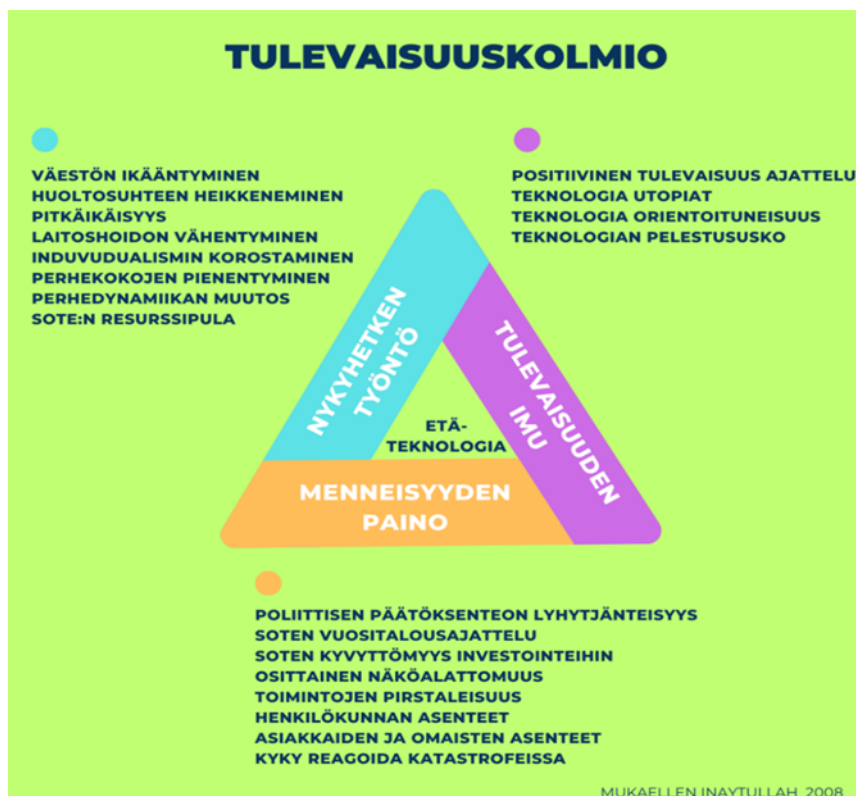 TULEVAISUUSKOLMIO
VÄESTÖN IKÄÄNTYMINEN
HUOLTOSUHTEEN HEIKKENEMINEN
PITKÄIKÄISYYS
LAITOSHOIDON VÄHENTYMINEN
INDUVUDUALISMIN KOROSTAMINEN
PERHEKOKOJEN PIENENTYMINEN
PERHEDYNAMIIKAN MUUTOS
SOTE:N RESURSSIPULA
POSITIIVINEN TULEVAISUUS AJATTELU
TEKNOLOGIA UTOPIAT
TEKNOLOGIA ORIENTOITUNEISUUS
TEKNOLOGIAN PELESTUSUSKO
NYKYHETKEN
TYÖNTÖ
TULEVAISUUDEN
IMU
ETÄ-
TEKNOLOGIA
MENNEISYYDEN
PAINO
POLIITTISEN PÄÄTÖKSENTEON LYHYTJÄNTEISYYS
SOTEN VUOSITALOUSAJATTELU
SOTEN KYVYTTÖMYYS INVESTOINTEIHIN
OSITTAINEN NÄKÖALATTOMUUS
TOIMINTOJEN PIRSTALEISUUS
HENKILÖKUNNAN ASENTEET
ASIAKKAIDEN JA OMAISTEN ASENTEET
KYKY REAGOIDA KATASTROFEISSA
MUKAELLEN INAYTULLAH, 2008